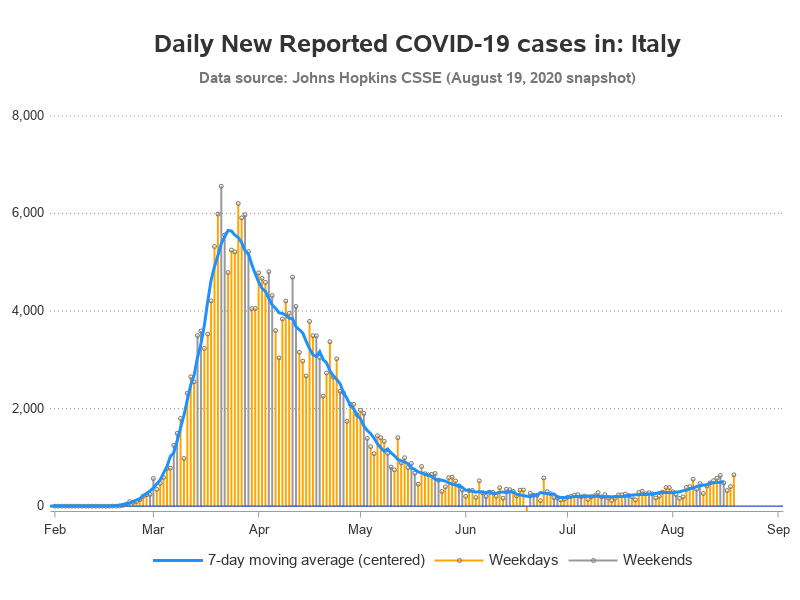 Daily New Reported COVID-19 cases in: Italy
Data source: Johns Hopkins CSSE (August 19, 2020 snapshot)
8,000
6,000
4,000
2,000
0
Feb Mar Apr May Jun Jul Aug Sep
7-day moving average (centered) Weekdays Weekends